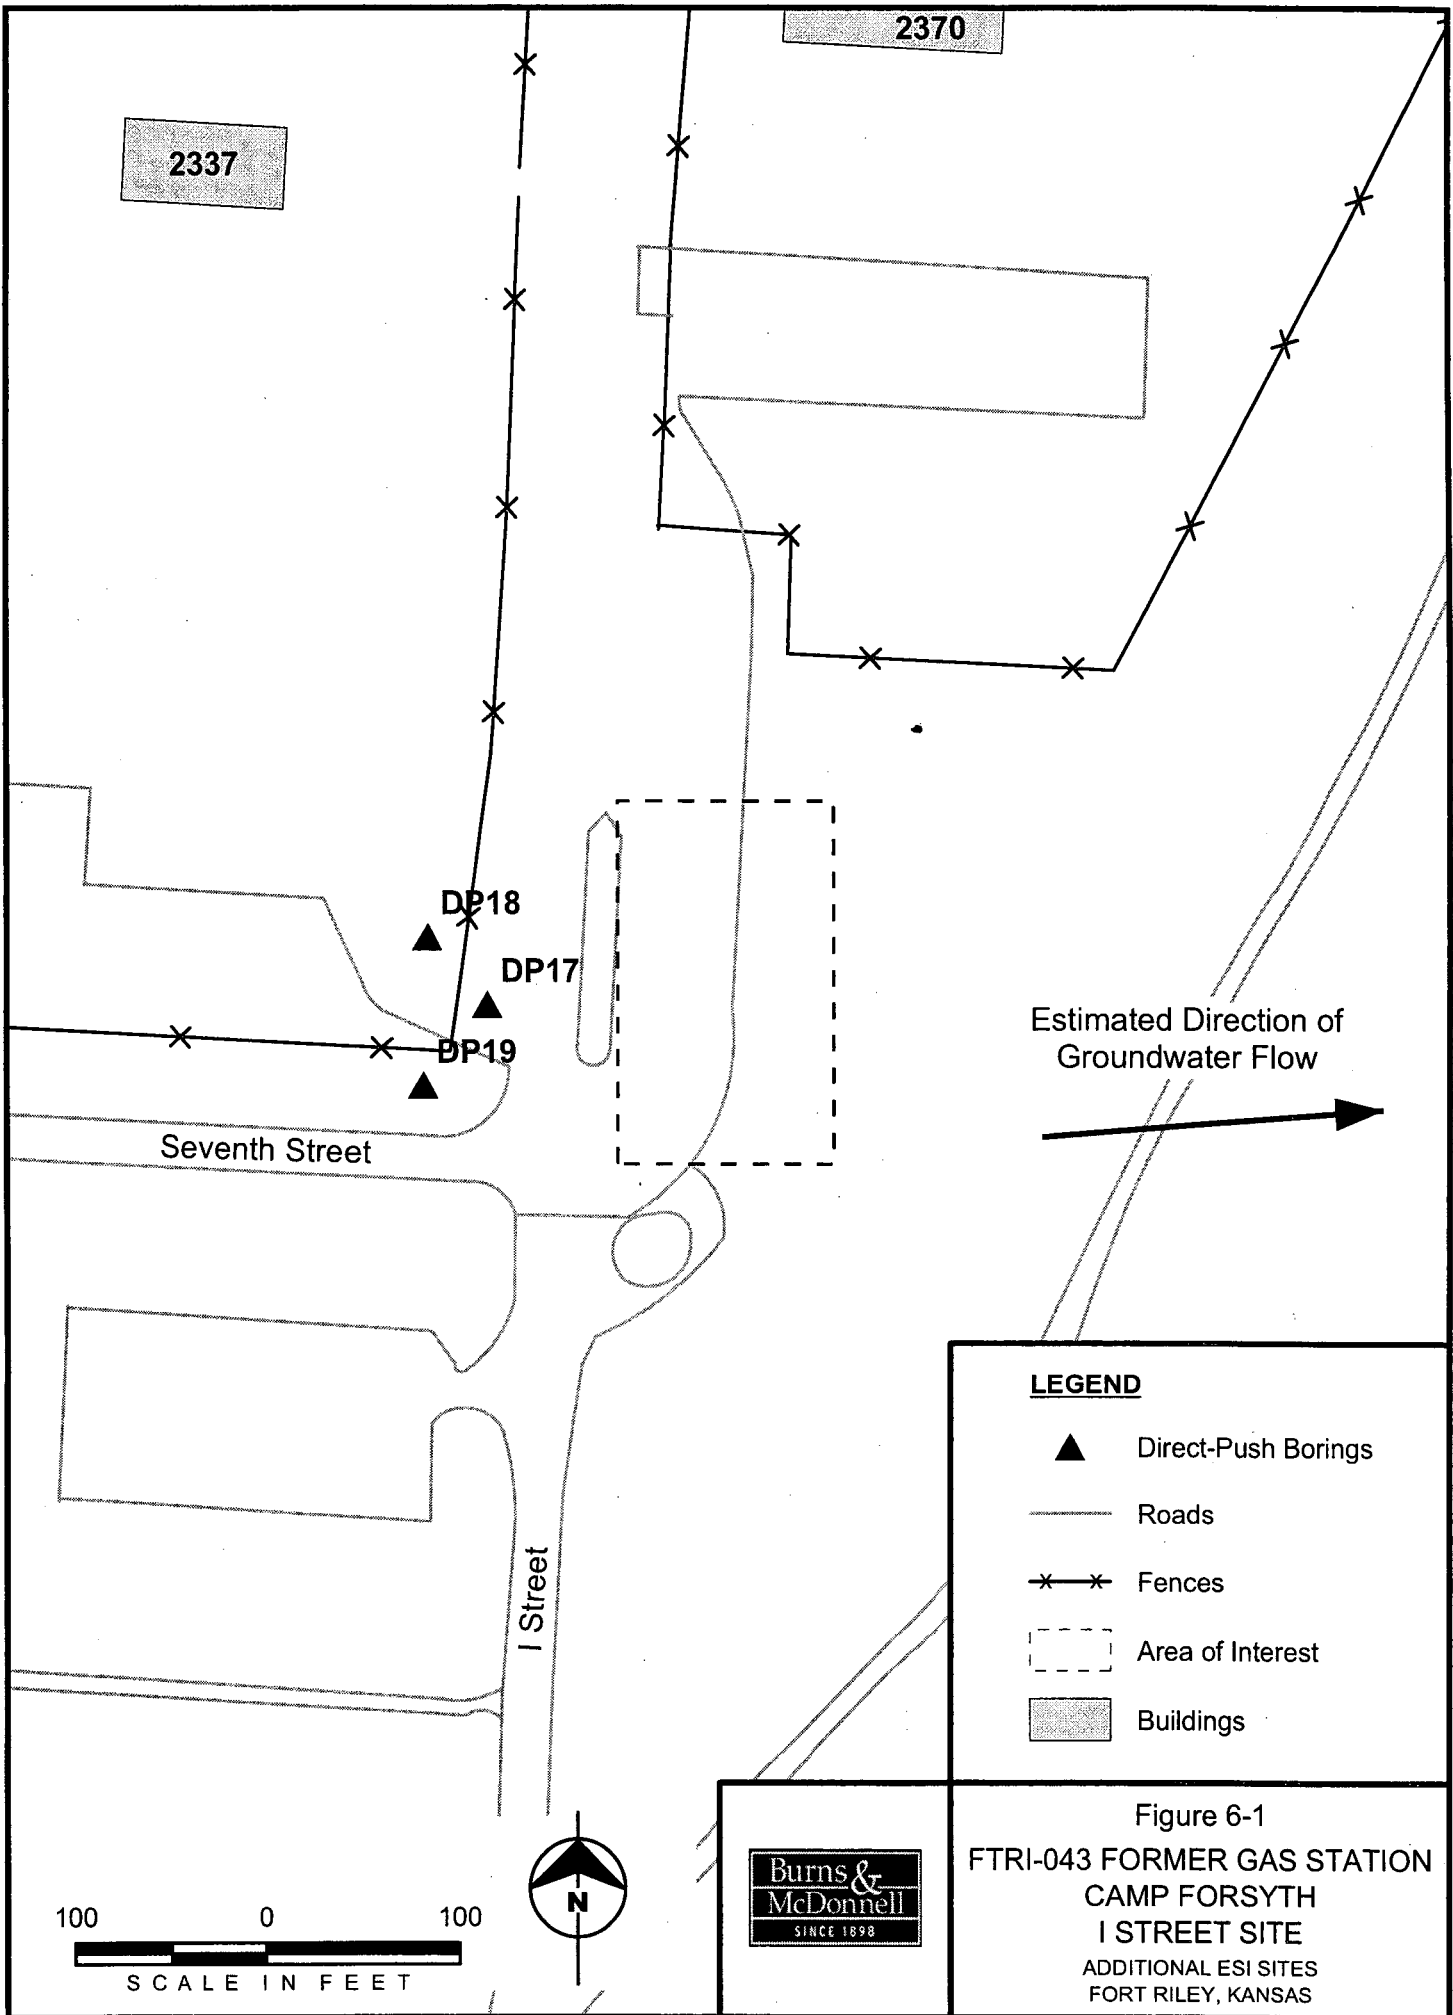 2370
2337
DP18
DP17
DP19
Estimated Direction of
Groundwater Flow
Seventh Street
I Street
LEGEND
Direct-Push Borings
Roads
Fences
Area of Interest
Buildings
100 0 100
SCALE IN FEET
N
Burns &
McDonnell
SINCE 1898
Figure 6-1
FTRI-043 FORMER GAS STATION
CAMP FORSYTH
I STREET SITE
ADDITIONAL ESI SITES
FORT RILEY, KANSAS